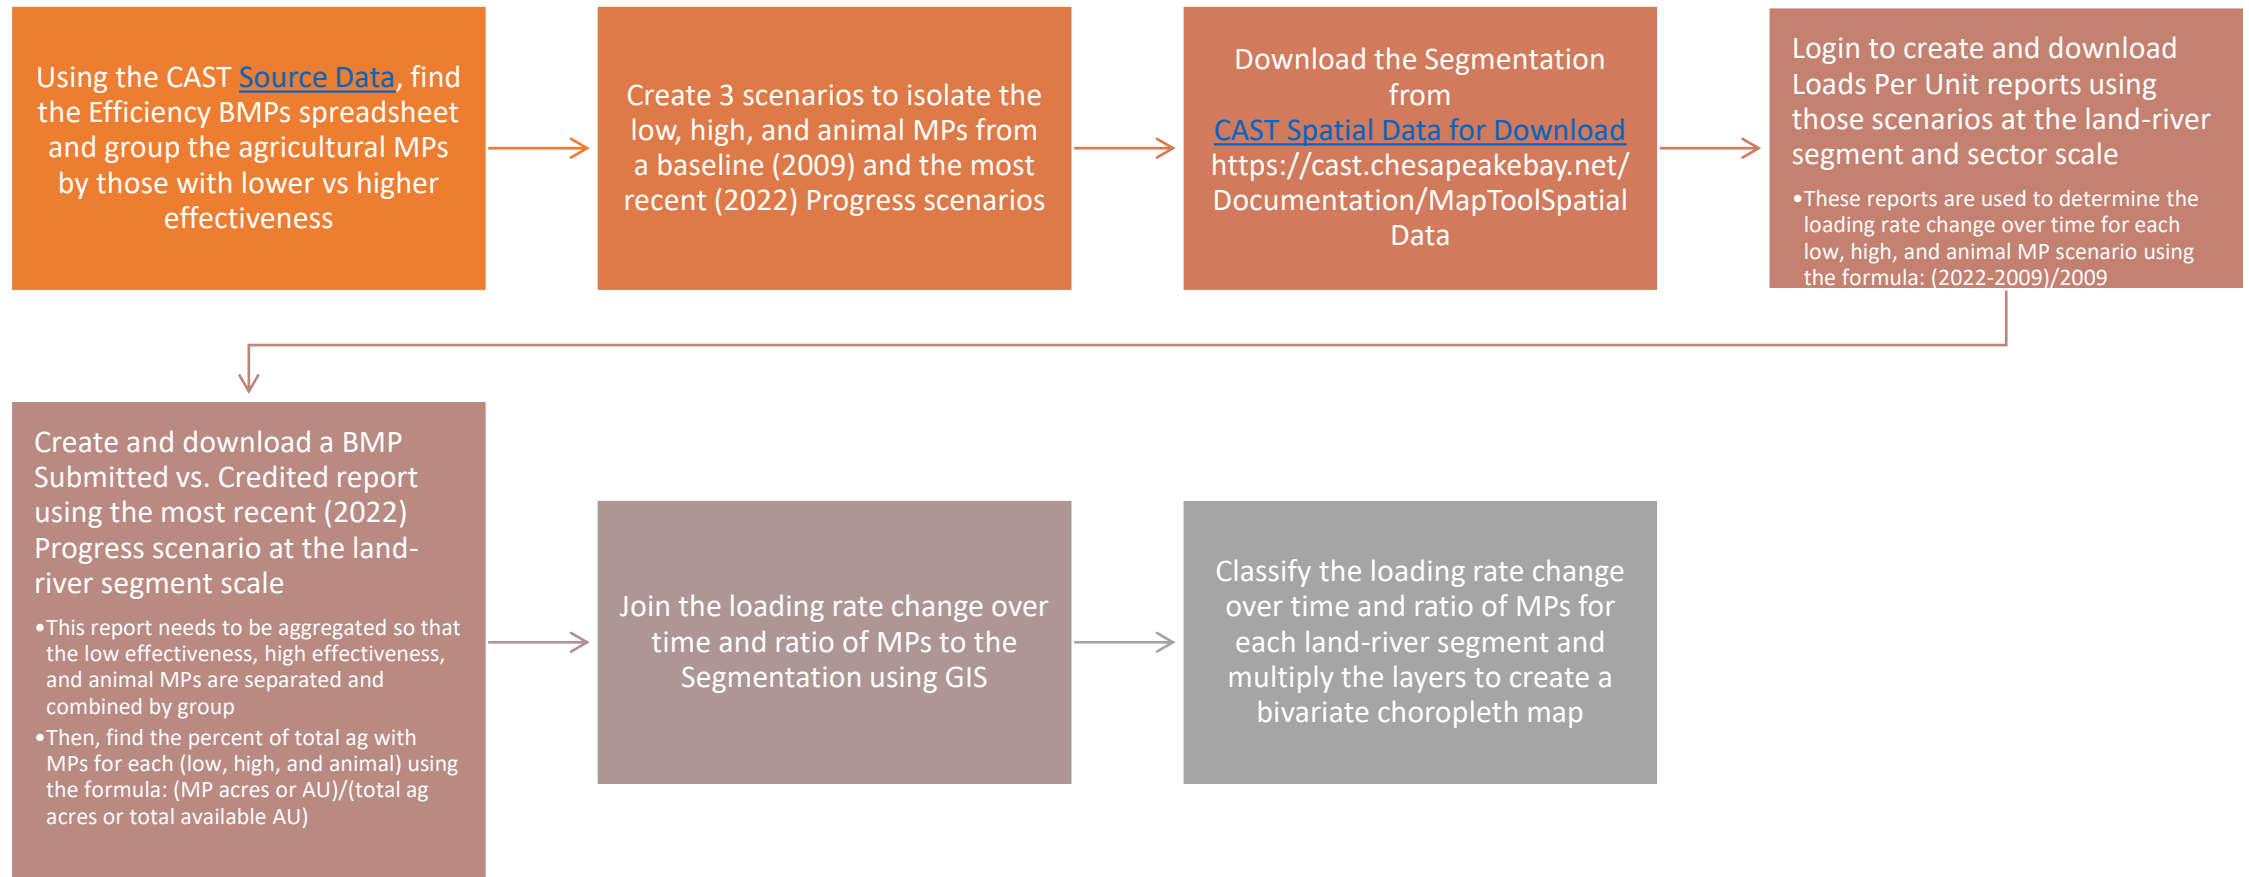 Using the CAST Source Data, find
the Efficiency BMPs spreadsheet
and group the agricultural MPs
by those with lower vs higher
effectiveness
Create 3 scenarios to isolate the
low, high, and animal MPs from
a baseline (2009) and the most
recent (2022) Progress scenarios
Download the Segmentation
from
CAST Spatial Data for Download
https://cast.chesapeakebay.net/
Documentation/MapToolSpatial
Data
Login to create and download
Loads Per Unit reports using
those scenarios at the land-river
segment and sector scale
•These reports are used to determine the
loading rate change over time for each
low, high, and animal MP scenario using
the formula: (2022-2009)/2009
Create and download a BMP
Submitted vs. Credited report
using the most recent (2022)
Progress scenario at the land-
river segment scale
•This report needs to be aggregated so that
the low effectiveness, high effectiveness,
and animal MPs are separated and
combined by group
•Then, find the percent of total ag with
MPs for each (low, high, and animal) using
the formula: (MP acres or AU)/(total ag
acres or total available AU)
Join the loading rate change over
time and ratio of MPs to the
Segmentation using GIS
Classify the loading rate change
over time and ratio of MPs for
each land-river segment and
multiply the layers to create a
bivariate choropleth map